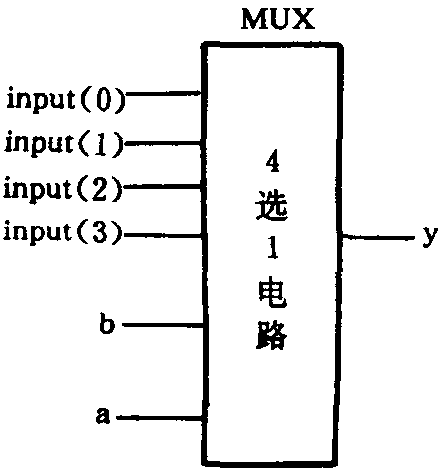 MUX
input(0)
input(1)
input(2)
input(3)
b
a
4
选
1
电
路
y